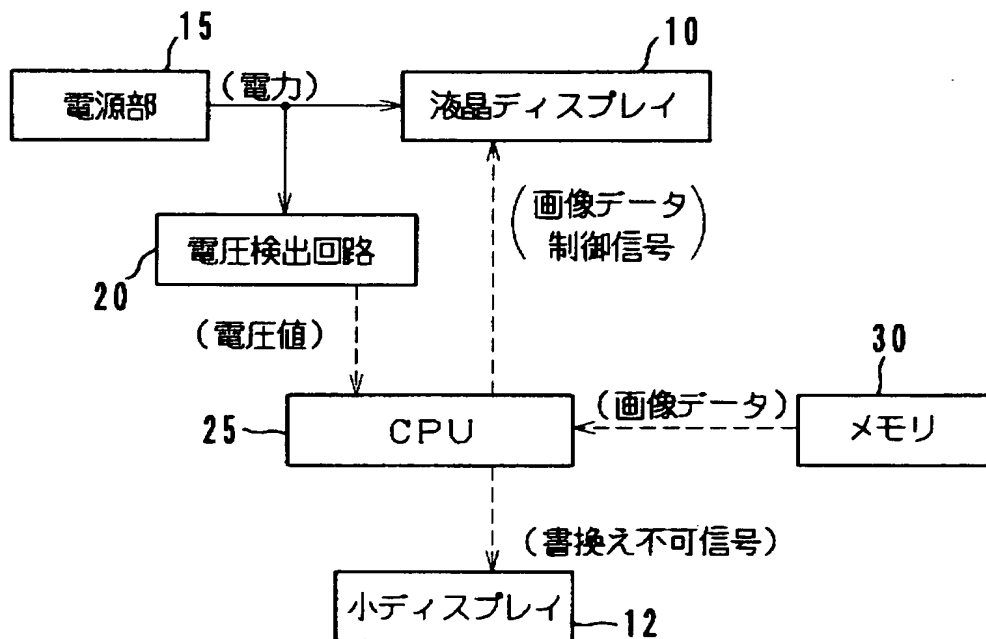 15
10
電源部
(電力)
液晶ディスプレイ
(画像データ
制御信号)
電圧検出回路
20
(電圧値)
30
25
CPU
(画像データ)
メモリ
(書換え不可信号)
小ディスプレイ
12